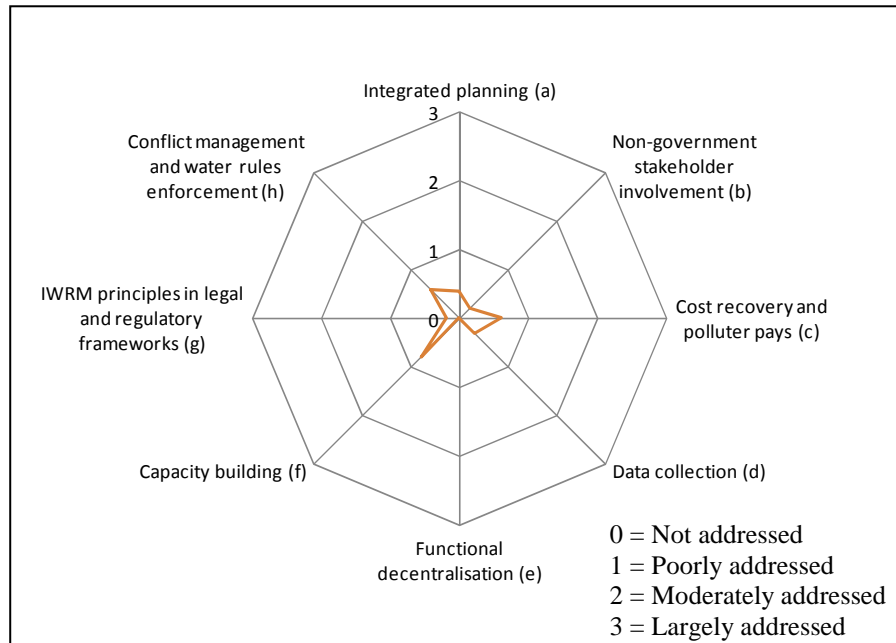 Integrated planning (a)
3
2
1
0
Non-government
stakeholder
involvement (b)
Cost recovery and
polluter pays (c)
Data collection (d)
Functional
decentralisation (e)
Capacity building (f)
IWRM principles in legal
and regulatory
frameworks (g)
Conflict management
and water rules
enforcement (h)
0 = Not addressed
1 = Poorly addressed
2 = Moderately addressed
3 = Largely addressed